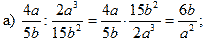 а) 4a/5b : 2a³/15b² = 4a/5b · 15b²/2a³ = 6b/a²;